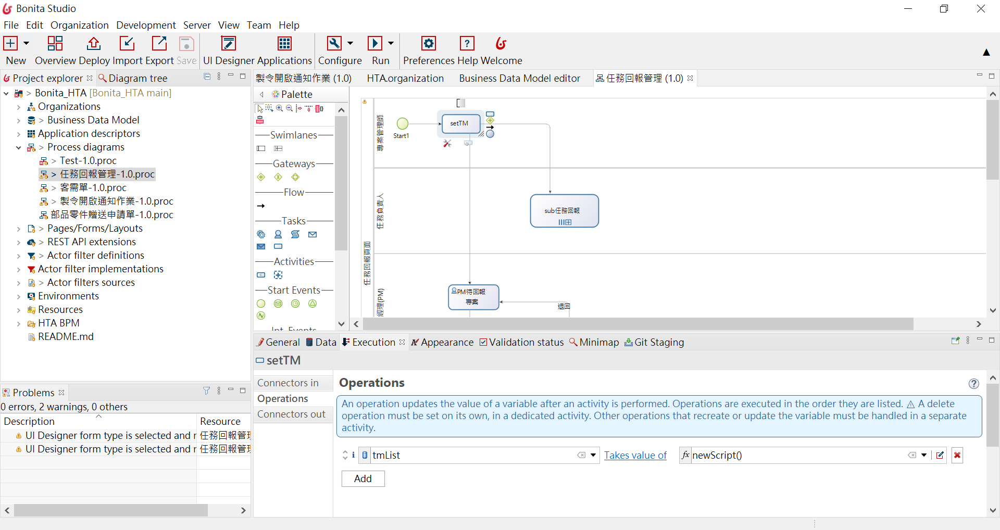 Bonita Studio
File Edit Organization Development Server View Team Help
New Overview Deploy Import Export Save UI Designer Applications Configure Run Preferences Help Welcome
Project explorer Diagram tree
Bonita_HTA [Bonita_HTA main]
Organizations
> Business Data Model
Application descriptors
> Process diagrams
> Test-1.0.proc
> 任務回報管理-1.0.proc
> 客需單-1.0.proc
> 製令開啟通知作業-1.0.proc
部品零件贈送申請單-1.0.proc
> Pages/Forms/Layouts
> REST API extensions
> Actor filter definitions
Actor filter implementations
> Actor filters sources
Environments
Resources
HTA BPM
README.md
Problems
0 errors, 2 warnings, 0 others
Description Resource
UI Designer form type is selected and r 任務回報管理
UI Designer form type is selected and r 任務回報管理
製令開啟通知作業 (1.0) HTA.organization Business Data Model editor 任務回報管理 (1.0)
Palette
Swimlanes
Gateways
Flow
Tasks
Activities
Start Events
Int. Events
任務回報頁面
專案管理師
Start1
setTM
任務負責人
sub任務回報
經理(PM)
PM待回報
專案
退回
General Data Execution Appearance Validation status Minimap Git Staging
setTM
Connectors in
Operations
Connectors out
Operations
An operation updates the value of a variable after an activity is performed. Operations are executed in the order they are listed. ⚠ A delete
operation must be set on its own, in a dedicated activity. Other operations that recreate or update the variable must be handled in a separate
activity.
tmList Takes value of fx newScript()
Add